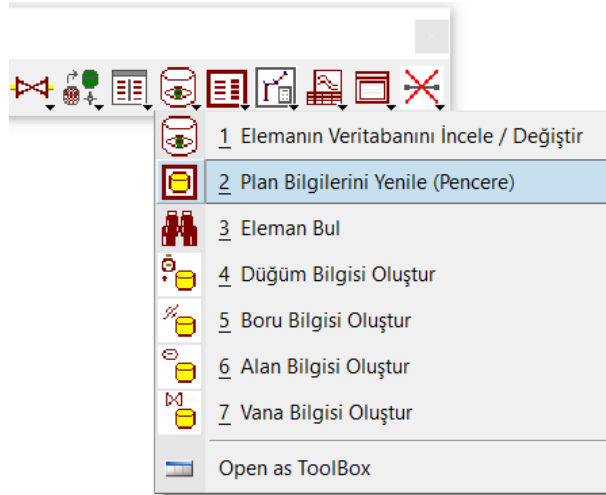 1 Elemanın Veritabanını İncele / Değiştir
2 Plan Bilgilerini Yenile (Pencere)
3 Eleman Bul
4 Düğüm Bilgisi Oluştur
5 Boru Bilgisi Oluştur
6 Alan Bilgisi Oluştur
7 Vana Bilgisi Oluştur
Open as ToolBox